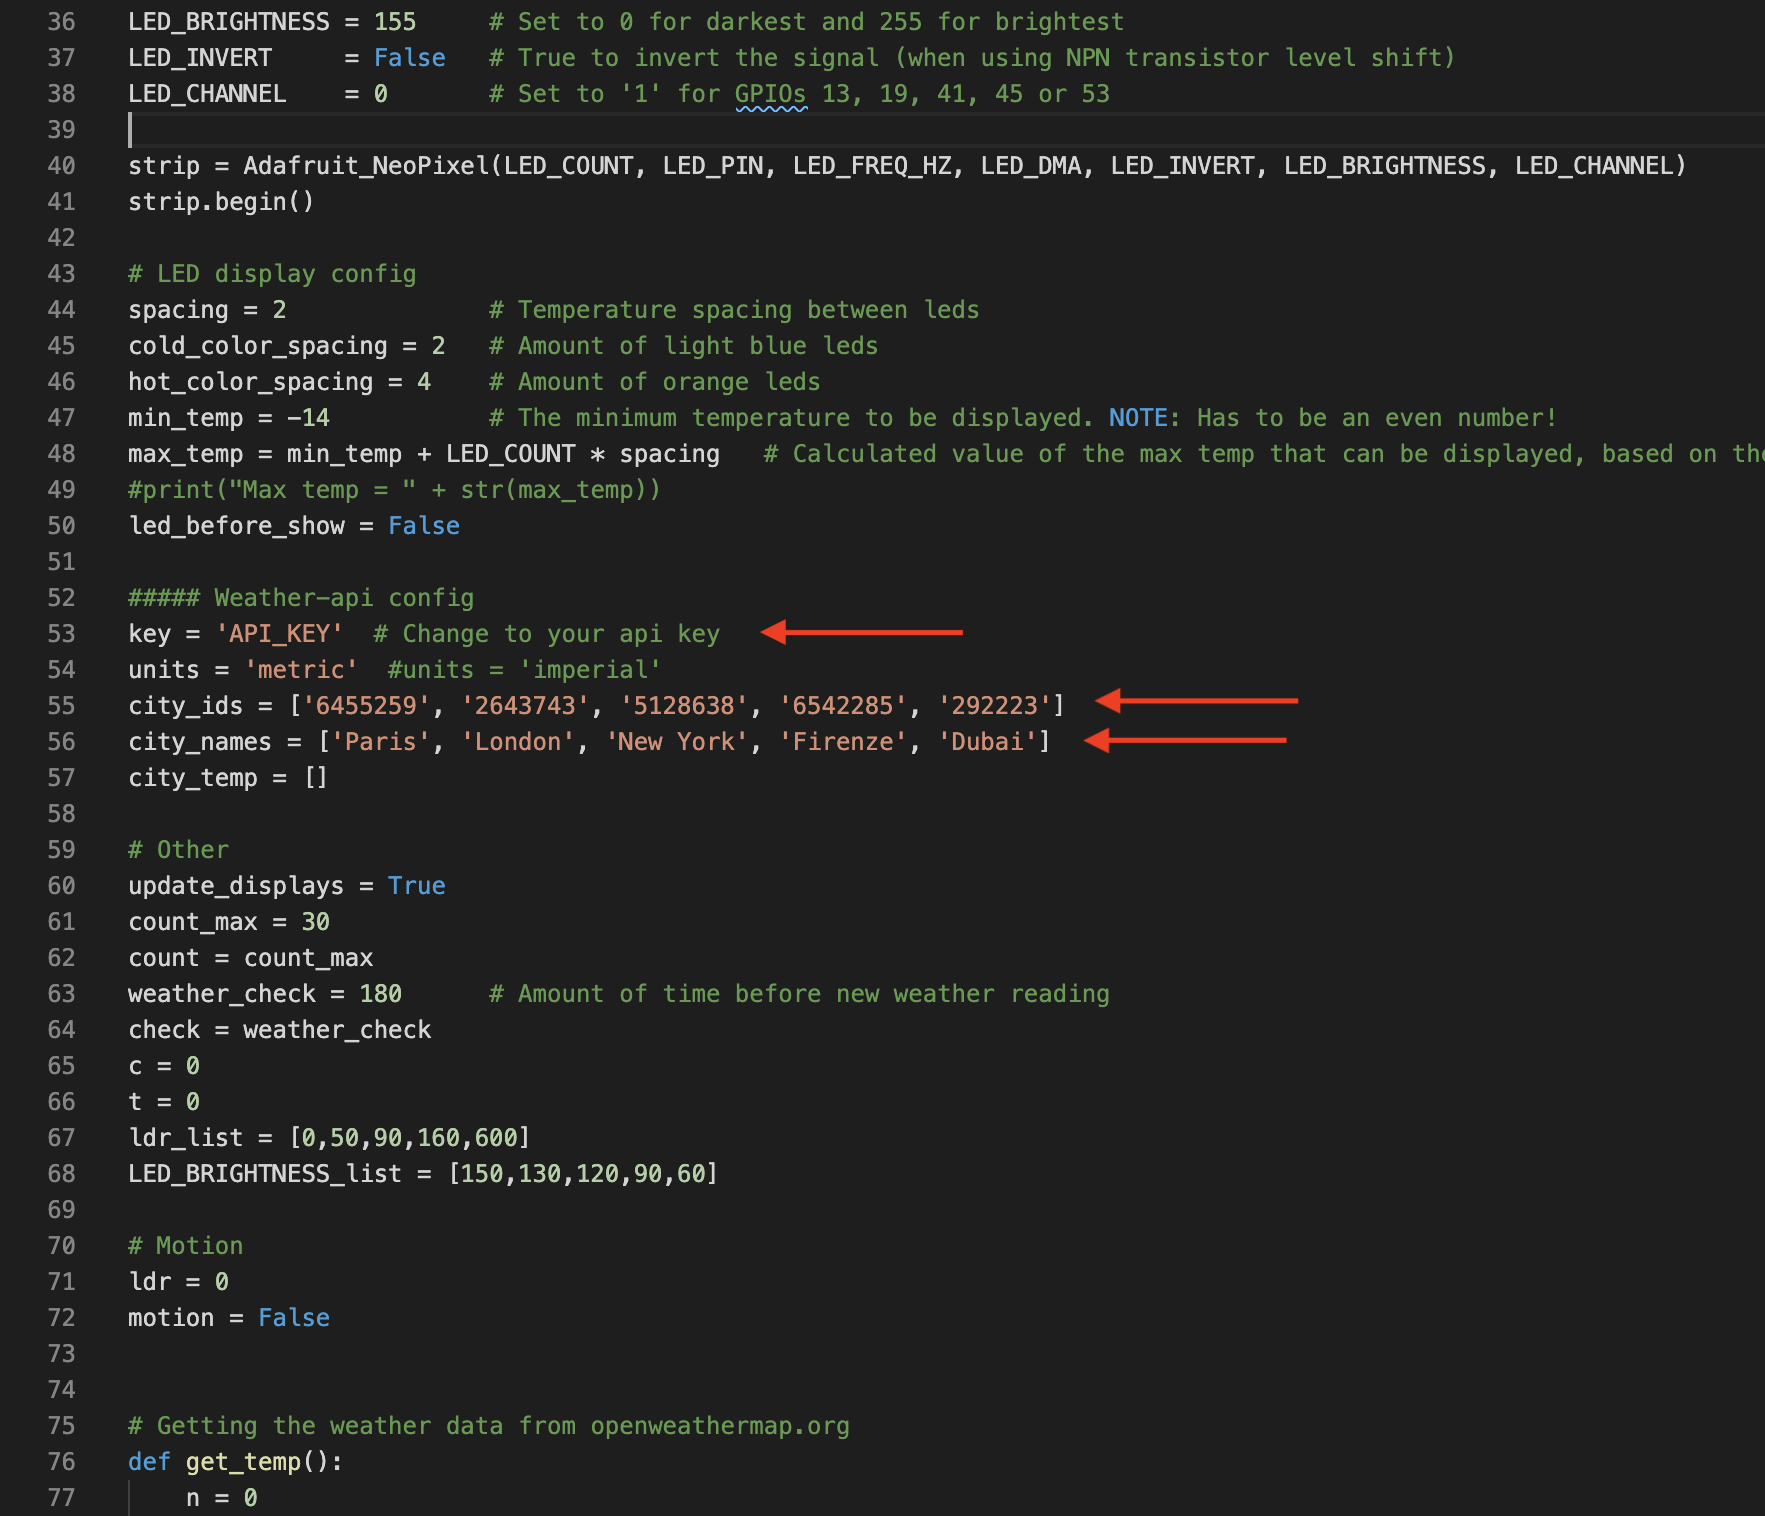 36 LED_BRIGHTNESS = 155 # Set to 0 for darkest and 255 for brightest
37 LED_INVERT = False # True to invert the signal (when using NPN transistor level shift)
38 LED_CHANNEL = 0 # Set to '1' for GPIOs 13, 19, 41, 45 or 53
39
40 strip = Adafruit_NeoPixel(LED_COUNT, LED_PIN, LED_FREQ_HZ, LED_DMA, LED_INVERT, LED_BRIGHTNESS, LED_CHANNEL)
41 strip.begin()
42
43 # LED display config
44 spacing = 2 # Temperature spacing between leds
45 cold_color_spacing = 2 # Amount of light blue leds
46 hot_color_spacing = 4 # Amount of orange leds
47 min_temp = -14 # The minimum temperature to be displayed. NOTE: Has to be an even number!
48 max_temp = min_temp + LED_COUNT * spacing # Calculated value of the max temp that can be displayed, based on
49 #print("Max temp = " + str(max_temp))
50 led_before_show = False
51
52 ##### Weather-api config
53 key = 'API_KEY' # Change to your api key
54 units = 'metric' #units = 'imperial'
55 city_ids = ['6455259', '2643743', '5128638', '6542285', '292223']
56 city_names = ['Paris', 'London', 'New York', 'Firenze', 'Dubai']
57 city_temp = []
58
59 # Other
60 update_displays = True
61 count_max = 30
62 count = count_max
63 weather_check = 180 # Amount of time before new weather reading
64 check = weather_check
65 c = 0
66 t = 0
67 ldr_list = [0,50,90,160,600]
68 LED_BRIGHTNESS_list = [150,130,120,90,60]
69
70 # Motion
71 ldr = 0
72 motion = False
73
74
75 # Getting the weather data from openweathermap.org
76 def get_temp():
77 n = 0